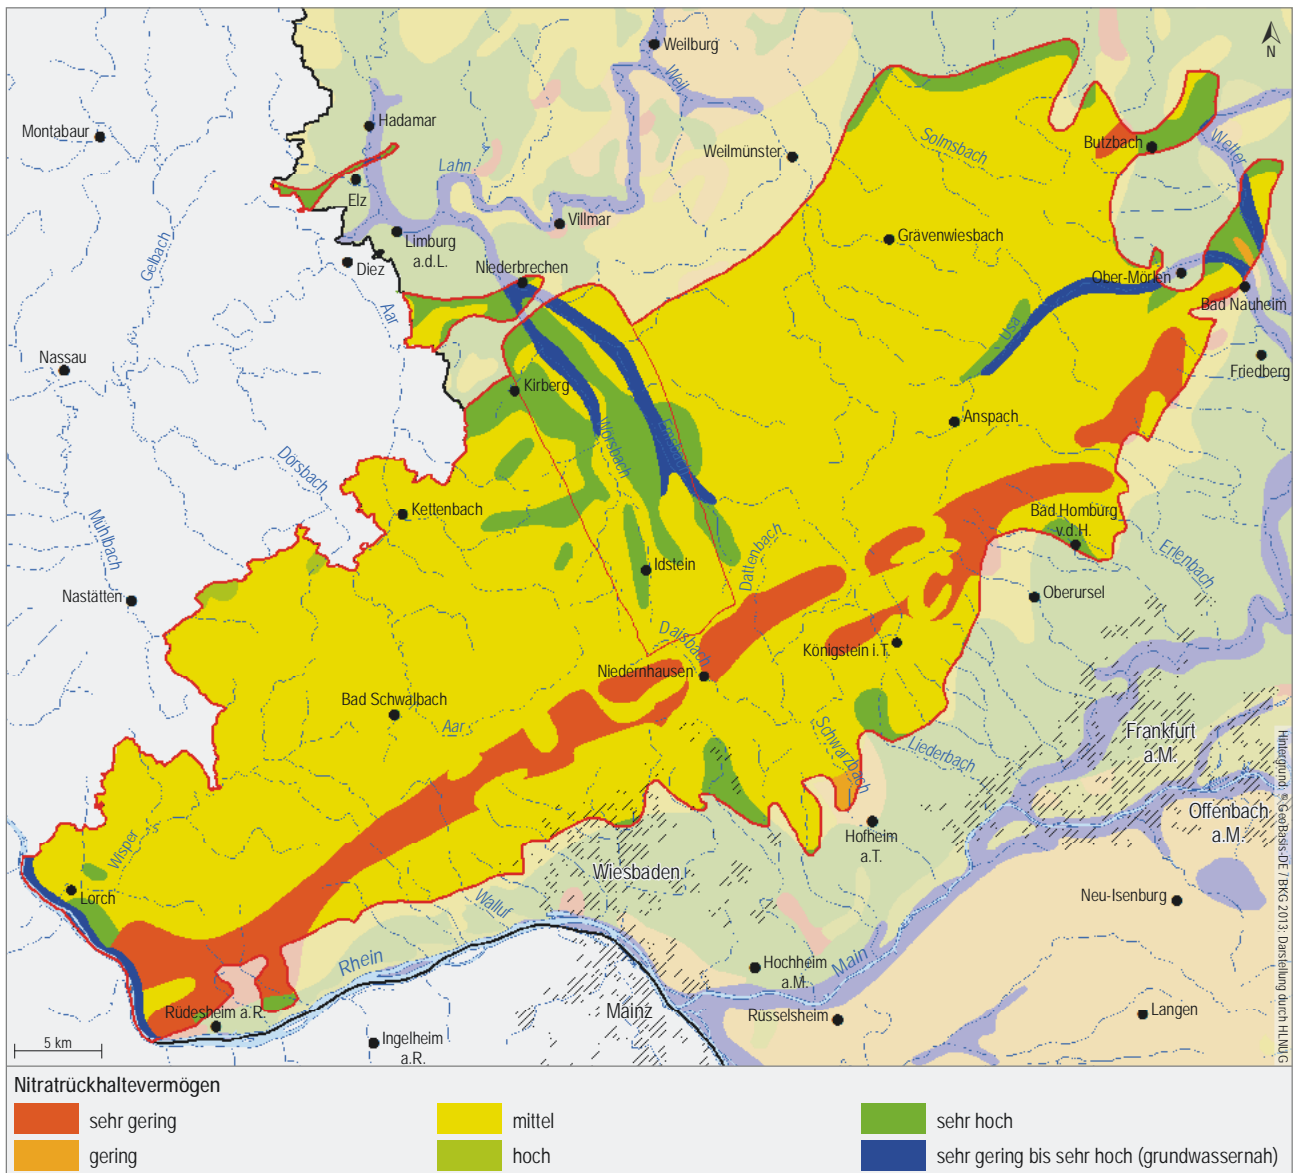 N
Weilburg
Weil
Montabaur
Hadamar
Solmsbach
Butzbach
Wetter
Weilmünster
Lahn
Elz
Villmar
Gelbach
Limburg
a.d.L.
Grävenwiesbach
Diez
Niederbrechen
Ober-Mörlen
Bad Nauheim
Aar
Usa
Nassau
Kirberg
Friedberg
Anspach
Wörsbach
Emsbach
Dörsbach
Kettenbach
Bad Homburg
v.d.H.
Mühlbach
Erlenbach
Idstein
Dattenbach
Nastätten
Oberursel
Daisbach
Königstein i.T.
Niedernhausen
Bad Schwalbach
Aar
Schwarzbach
Liederbach
Frankfurt
a.M.
Offenbach
a.M.
Wisper
Hofheim
a.T.
Wiesbaden
Lorch
Neu-Isenburg
Walluf
Rhein
Main
Hochheim
a.M.
Rüdesheim a.R.
Mainz
Rüsselsheim
Langen
Ingelheim
a.R.
5 km
Hintergrund: © GeoBasis-DE / BKG 2013; Darstellung durch HLNUG
Nitratrückhaltevermögen
sehr gering
mittel
sehr hoch
gering
hoch
sehr gering bis sehr hoch (grundwassernah)